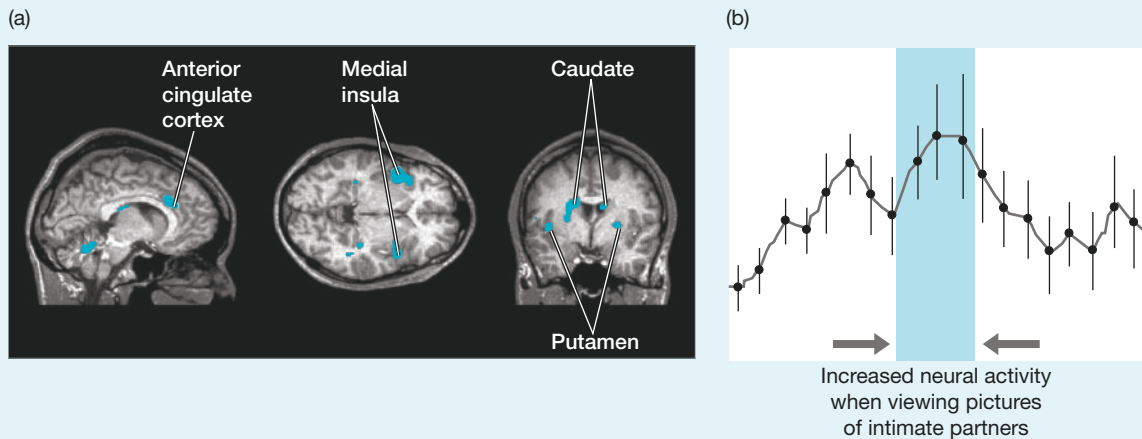 (a)
Anterior
cingulate
cortex
Medial
insula
Caudate
Putamen
(b)
Increased neural activity
when viewing pictures
of intimate partners